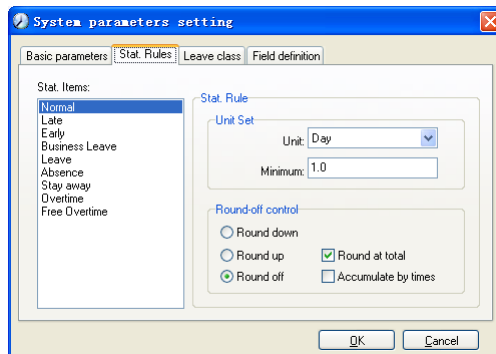 System parameters setting
Basic parameters Stat. Rules Leave class Field definition
Stat. Items:
Normal
Late
Early
Business Leave
Leave
Absence
Stay away
Overtime
Free Overtime
Stat. Rule
Unit Set
Unit: Day
Minimum: 1.0
Round-off control
Round down
Round up
Round at total
Round off
Accumulate by times
OK Cancel